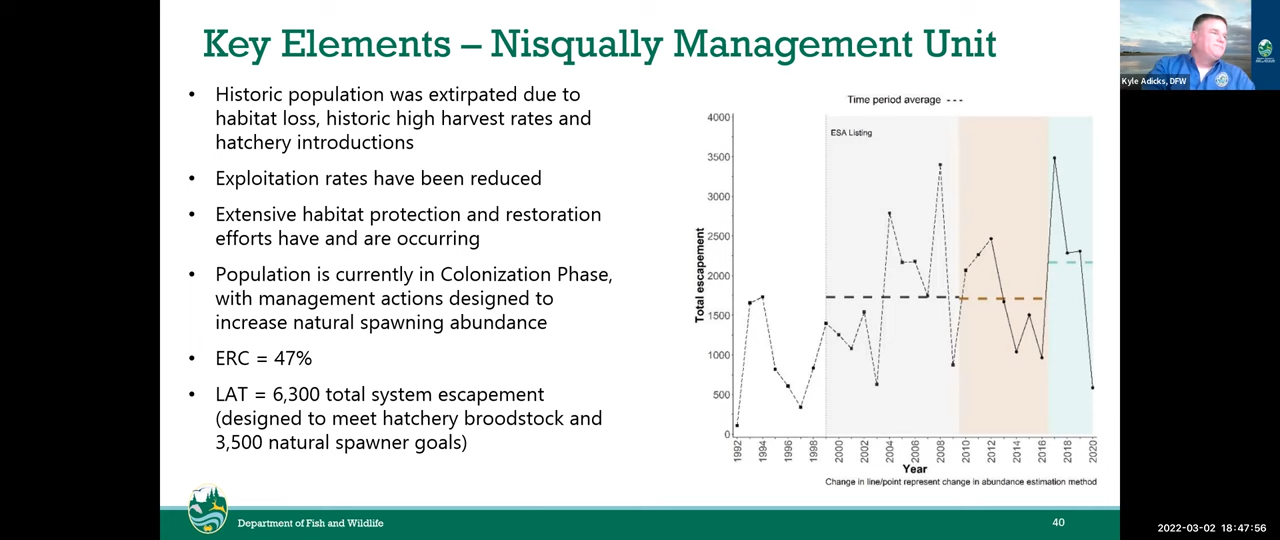 Key Elements – Nisqually Management Unit
• Historic population was extirpated due to
habitat loss, historic high harvest rates and
hatchery introductions
• Exploitation rates have been reduced
• Extensive habitat protection and restoration
efforts have and are occurring
• Population is currently in Colonization Phase,
with management actions designed to
increase natural spawning abundance
• ERC = 47%
• LAT = 6,300 total system escapement
(designed to meet hatchery broodstock and
3,500 natural spawner goals)
Time period average ---
ESA Listing
Total escapement
4000
3500
3000
2500
2000
1500
1000
500
0
1992
1994
1996
1998
2000
2002
2004
2006
2008
2010
2012
2014
2016
2018
2020
Year
Change in line/point represent change in abundance estimation method
Department of Fish and Wildlife
40
Kyle Adicks, DFW
2022-03-02 18:47:56